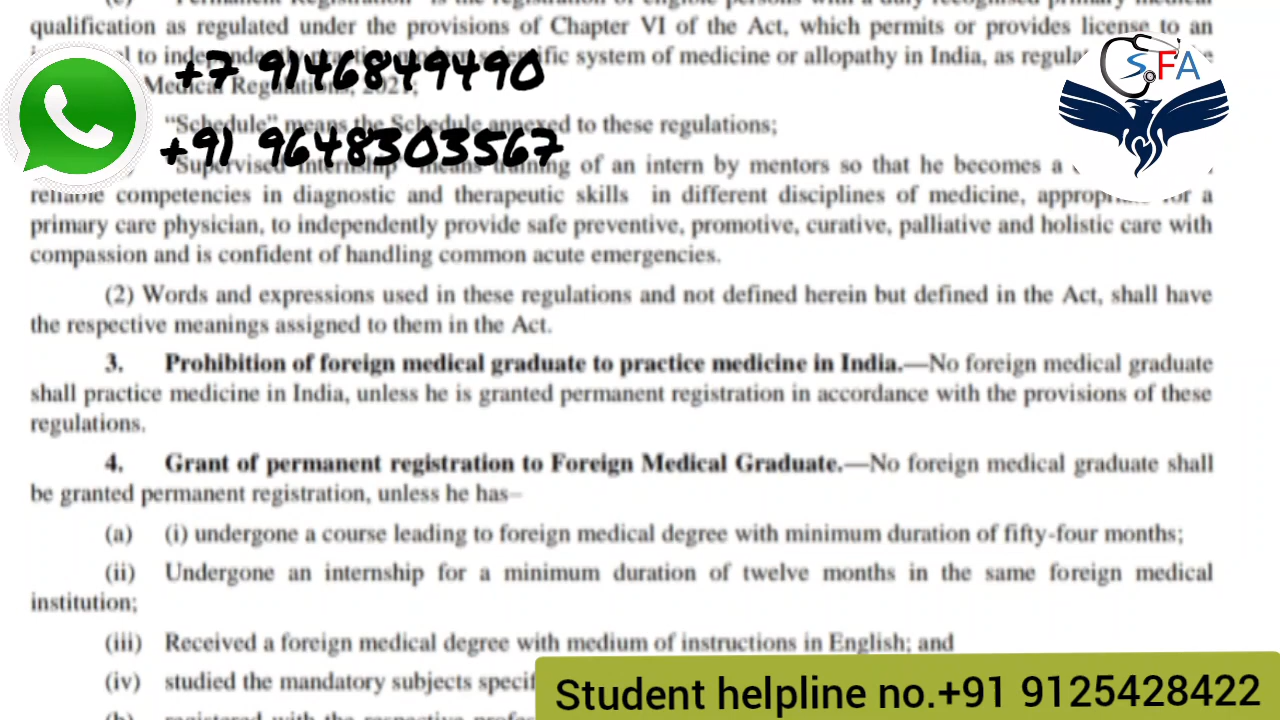 qualification as regulated under the provisions of Chapter VI of the Act, which permits or provides license to an
to system of medicine or allopathy in India, as
+7 9146849490
Medical Regulations, 2021;
"Schedule" means the Schedule annexed to these regulations;
+91 9648303567
"Supervised Internship" means training of an intern by mentors so that he becomes a
reliable competencies in diagnostic and therapeutic skills in different disciplines of medicine, for a
primary care physician, to independently provide safe preventive, promotive, curative, palliative and holistic care with
compassion and is confident of handling common acute emergencies.
(2) Words and expressions used in these regulations and not defined herein but defined in the Act, shall have
the respective meanings assigned to them in the Act.
3. Prohibition of foreign medical graduate to practice medicine in India.—No foreign medical graduate
shall practice medicine in India, unless he is granted permanent registration in accordance with the provisions of these
regulations.
4. Grant of permanent registration to Foreign Medical Graduate.—No foreign medical graduate shall
be granted permanent registration, unless he has–
(a) (i) undergone a course leading to foreign medical degree with minimum duration of fifty-four months;
(ii) Undergone an internship for a minimum duration of twelve months in the same foreign medical
institution;
(iii) Received a foreign medical degree with medium of instructions in English; and
(iv) studied the mandatory subjects
SFA
Student helpline no.+91 9125428422